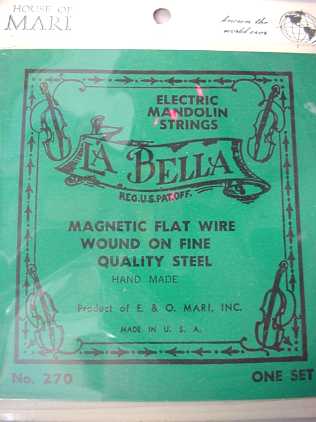 HOUSE OF
MARI
known the
world over
ELECTRIC
MANDOLIN
STRINGS
LA BELLA
REG.U.S.PAT.OFF.
MAGNETIC FLAT WIRE
WOUND ON FINE
QUALITY STEEL
HAND MADE
Product of E. & O. MARI, INC.
MADE IN U. S. A.
No. 270 ONE SET